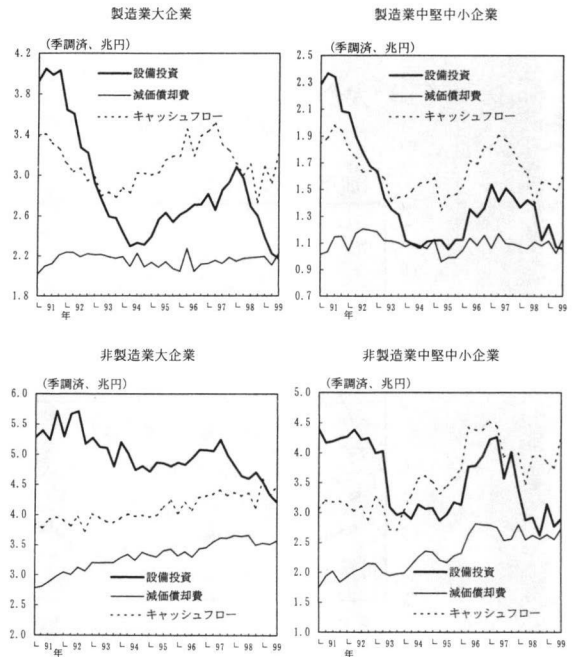 製造業大企業
(季調済、兆円)
4.2
3.8
3.4
3.0
2.6
2.2
1.8
設備投資
減価償却費
キャッシュフロー
91 92 93 94 95 96 97 98 99
年
製造業中堅中小企業
(季調済、兆円)
2.5
2.3
2.1
1.9
1.7
1.5
1.3
1.1
0.9
0.7
設備投資
減価償却費
キャッシュフロー
91 92 93 94 95 96 97 98 99
年
非製造業大企業
(季調済、兆円)
6.0
5.5
5.0
4.5
4.0
3.5
3.0
2.5
2.0
設備投資
減価償却費
キャッシュフロー
91 92 93 94 95 96 97 98 99
年
非製造業中堅中小企業
(季調済、兆円)
5.0
4.5
4.0
3.5
3.0
2.5
2.0
1.5
1.0
設備投資
減価償却費
キャッシュフロー
91 92 93 94 95 96 97 98 99
年